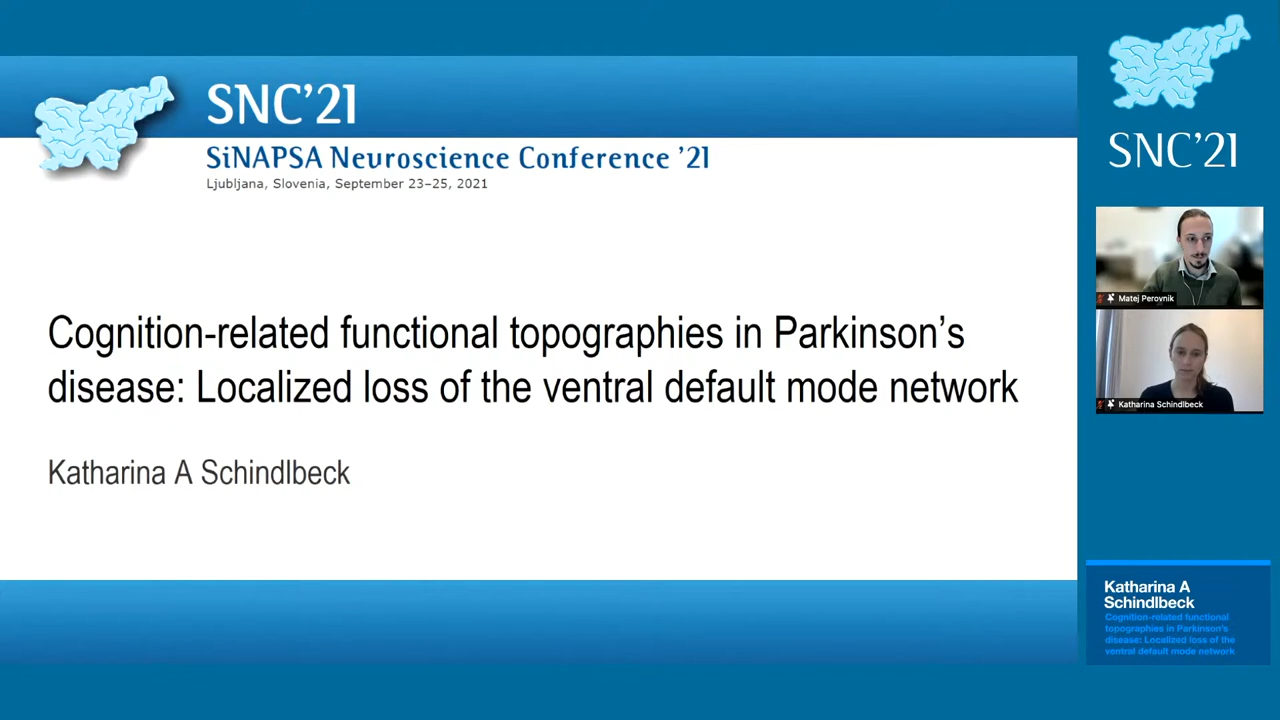 SNC'21
SiNAPSA Neuroscience Conference '21
Ljubljana, Slovenia, September 23–25, 2021
Cognition-related functional topographies in Parkinson's
disease: Localized loss of the ventral default mode network
Katharina A Schindlbeck
SNC'21
Matej Perovnik
Katharina Schindlbeck
Katharina A
Schindlbeck
Cognition-related functional
topographies in Parkinson's
disease: Localized loss of the
ventral default mode network